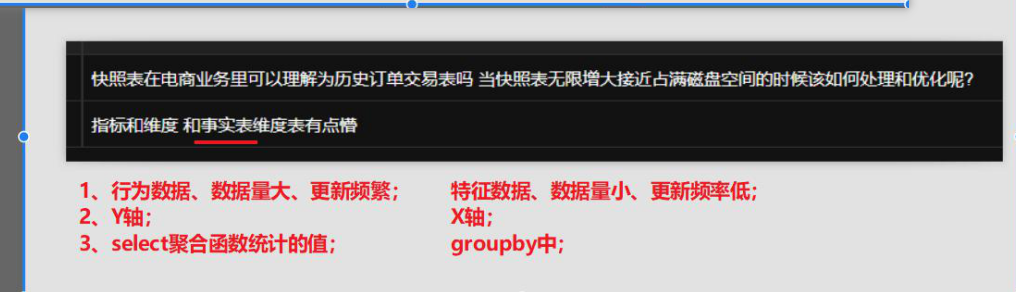 快照表在电商业务里可以理解为历史订单交易表吗 当快照表无限增大接近占满磁盘空间的时候该如何处理和优化呢?
指标和维度 和事实表维度表有点懵
1、行为数据、数据量大、更新频繁; 特征数据、数据量小、更新频率低;
2、Y轴; X轴;
3、select聚合函数统计的值; groupby中;